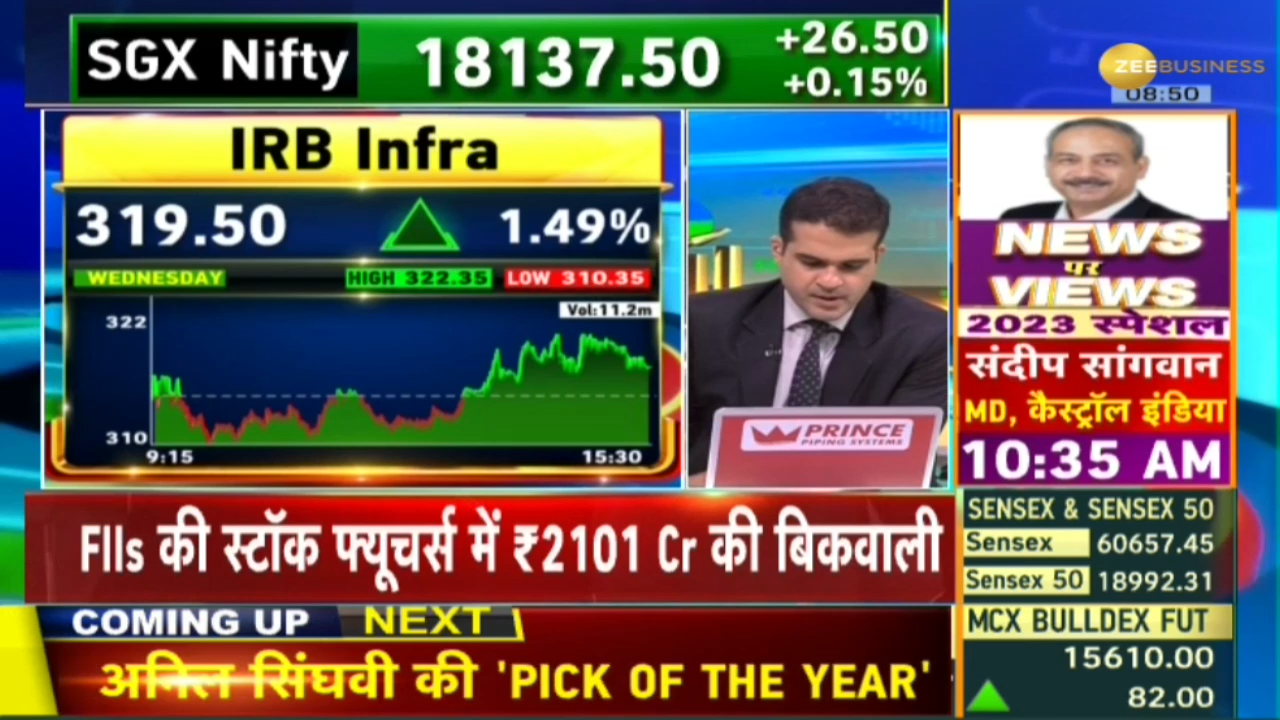 SGX Nifty
18137.50
+26.50
+0.15%
ZEEBUSINESS
08:50
IRB Infra
319.50
1.49%
WEDNESDAY
HIGH 322.35
LOW 310.35
Vol:11.2m
322
310
9:15
15:30
PRINCE
PIPING SYSTEMS
NEWS
पर
VIEWS
2023 स्पेशल
संदीप सांगवान
MD, कैस्ट्रॉल इंडिया
10:35 AM
FIIs की स्टॉक फ्यूचर्स में ₹2101 Cr की बिकवाली
SENSEX & SENSEX 50
Sensex 60657.45
Sensex 50 18992.31
MCX BULLDEX FUT
15610.00
82.00
COMING UP NEXT
अनिल सिंघवी की 'PICK OF THE YEAR'